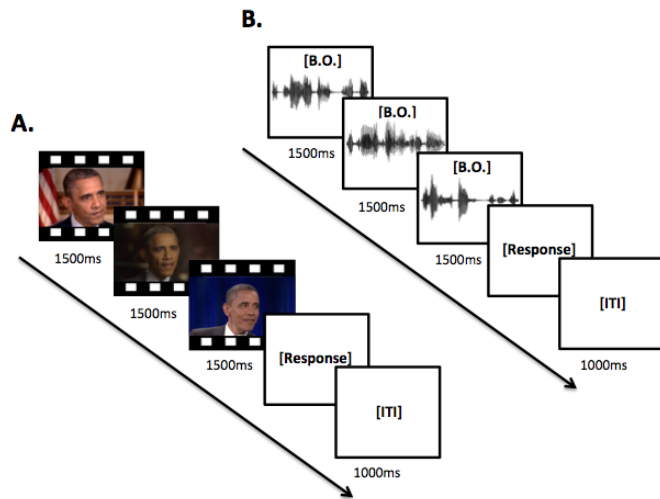 B.
[B.O.]
1500ms
[B.O.]
1500ms
[B.O.]
1500ms
[Response]
[ITI]
1000ms
A.
1500ms
1500ms
1500ms
[Response]
[ITI]
1000ms